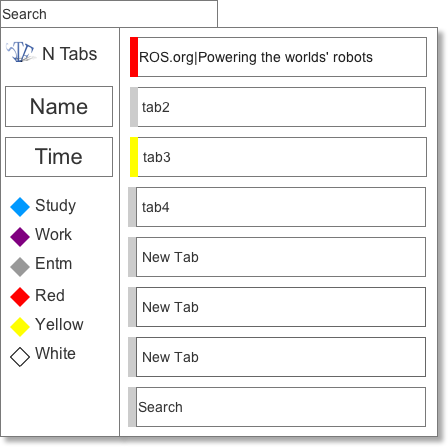 Search
N Tabs
Name
Time
Study
Work
Entm
Red
Yellow
White
ROS.org|Powering the worlds' robots
tab2
tab3
tab4
New Tab
New Tab
New Tab
Search